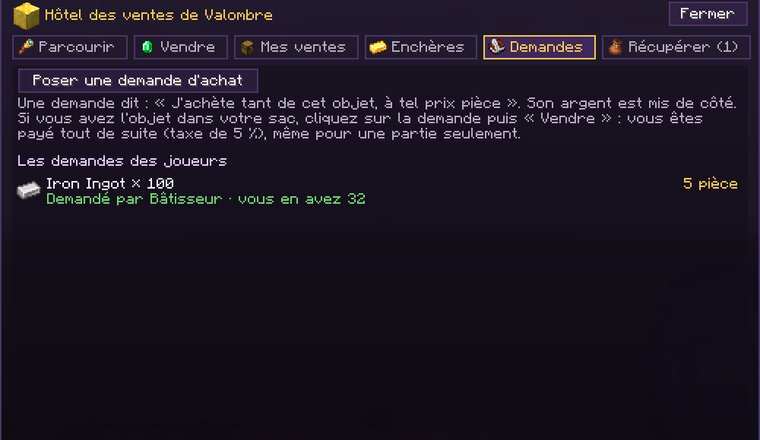 Hôtel des ventes de Valombre
Fermer
Parcourir
Vendre
Mes ventes
Enchères
Demandes
Récupérer (1)
Poser une demande d'achat
Une demande dit : « J'achète tant de cet objet, à tel prix pièce ». Son argent est mis de côté.
Si vous avez l'objet dans votre sac, cliquez sur la demande puis « Vendre » : vous êtes
payé tout de suite (taxe de 5 %), même pour une partie seulement.
Les demandes des joueurs
Iron Ingot × 100
5 pièce
Demandé par Bâtisseur · vous en avez 32